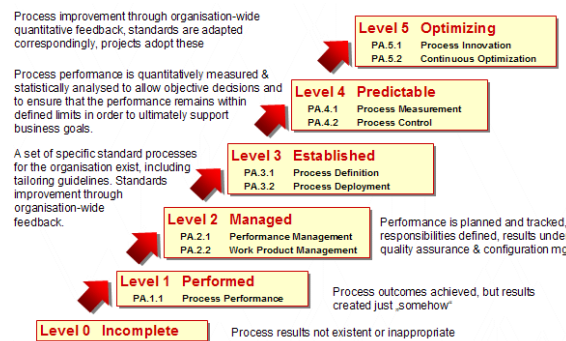 Process improvement through organisation-wide
quantitative feedback, standards are adapted
correspondingly, projects adopt these
Level 5 Optimizing
PA.5.1 Process Innovation
PA.5.2 Continuous Optimization
Process performance is quantitatively measured &
statistically analysed to allow objective decisions and
to ensure that the performance remains within
defined limits in order to ultimately support
business goals.
Level 4 Predictable
PA.4.1 Process Measurement
PA.4.2 Process Control
A set of specific standard processes
for the organisation exist, including
tailoring guidelines. Standards
improvement through
organisation-wide
feedback.
Level 3 Established
PA.3.1 Process Definition
PA.3.2 Process Deployment
Level 2 Managed
PA.2.1 Performance Management
PA.2.2 Work Product Management
Performance is planned and tracked,
responsibilities defined, results unde
quality assurance & configuration mg
Level 1 Performed
PA.1.1 Process Performance
Process outcomes achieved, but results
created just „somehow“
Level 0 Incomplete
Process results not existent or inappropriate